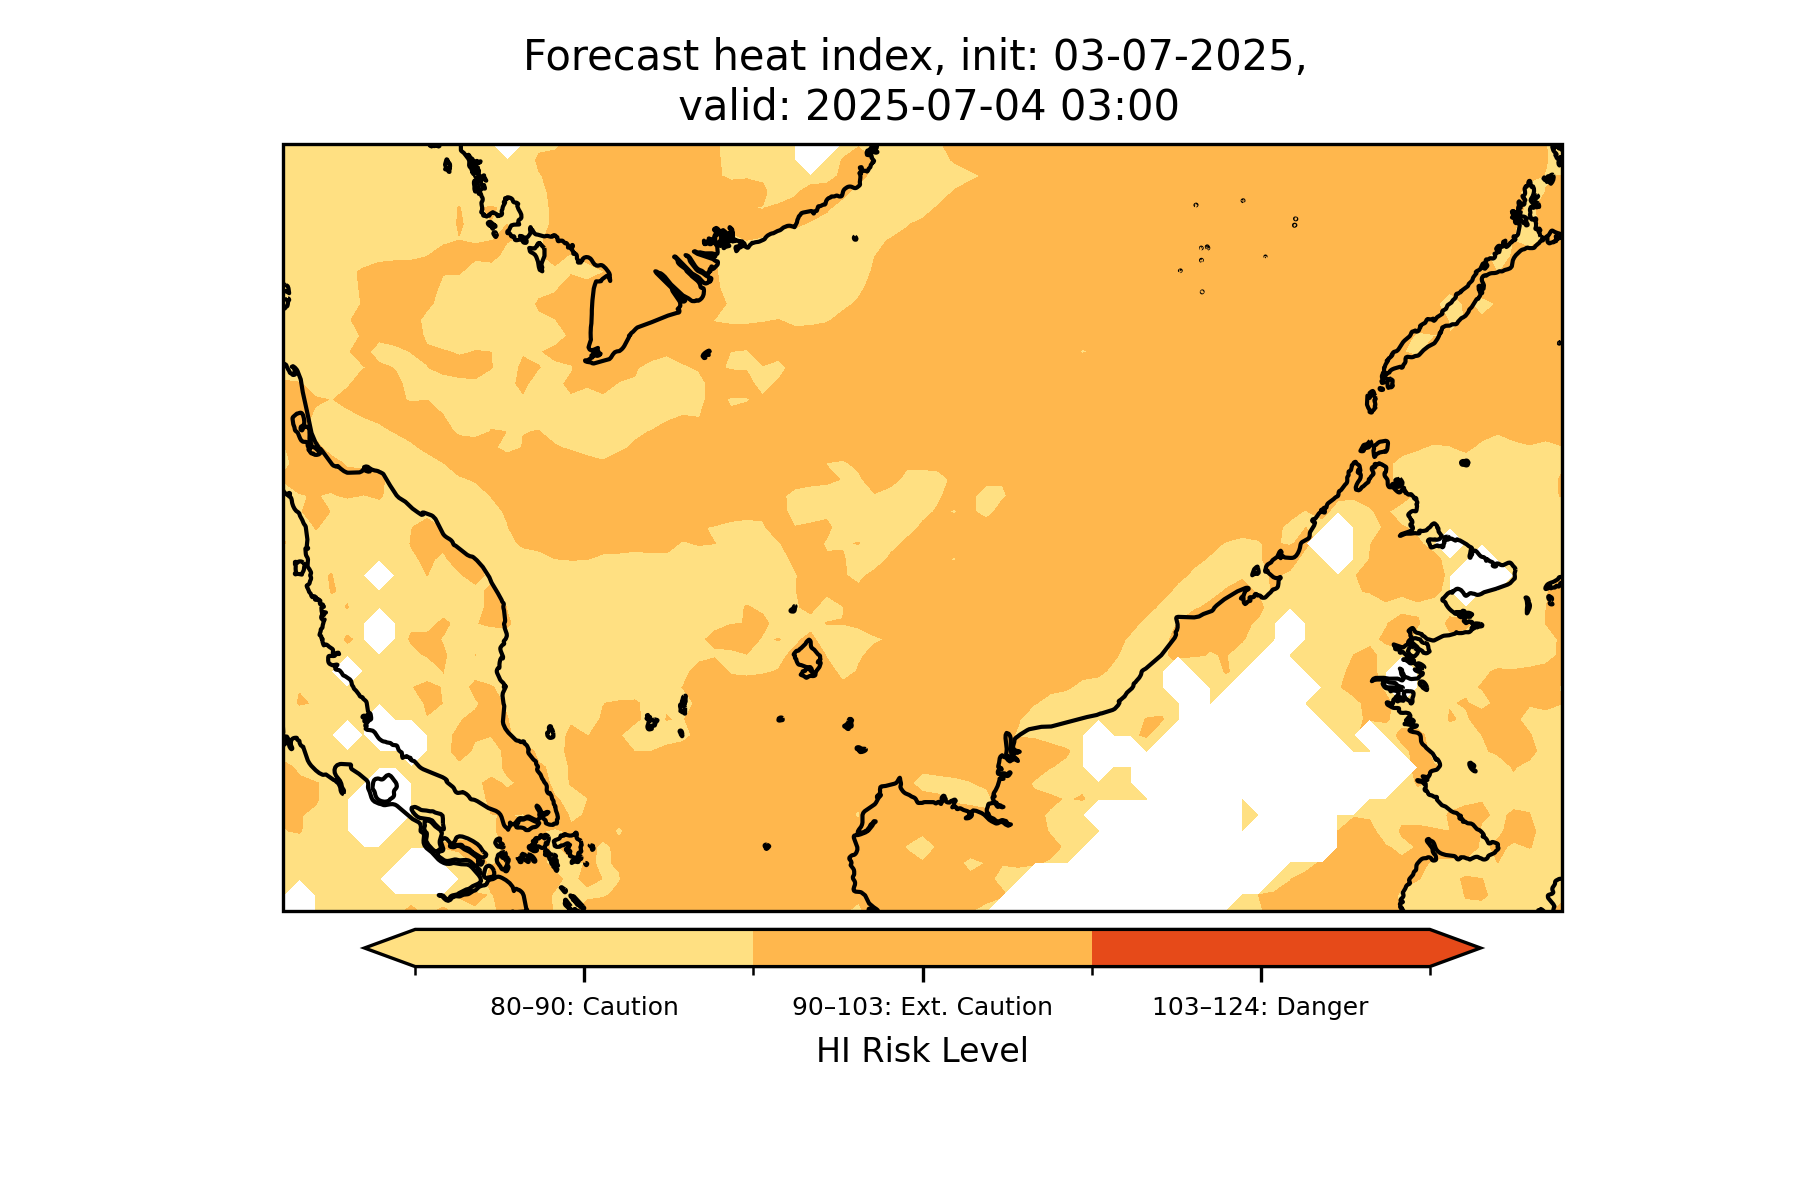 Forecast heat index, init: 03-07-2025,
valid: 2025-07-04 03:00
80–90: Caution
90–103: Ext. Caution
103–124: Danger
HI Risk Level